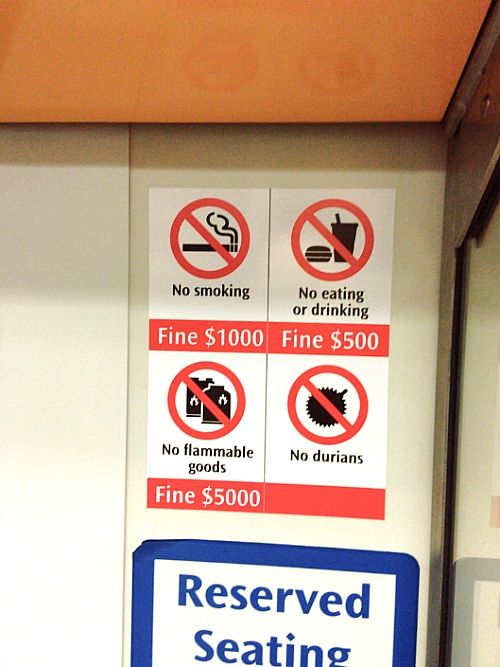 No smoking
No eating
or drinking
Fine $1000
Fine $500
No flammable
goods
No durians
Fine $5000
Reserved
Seating